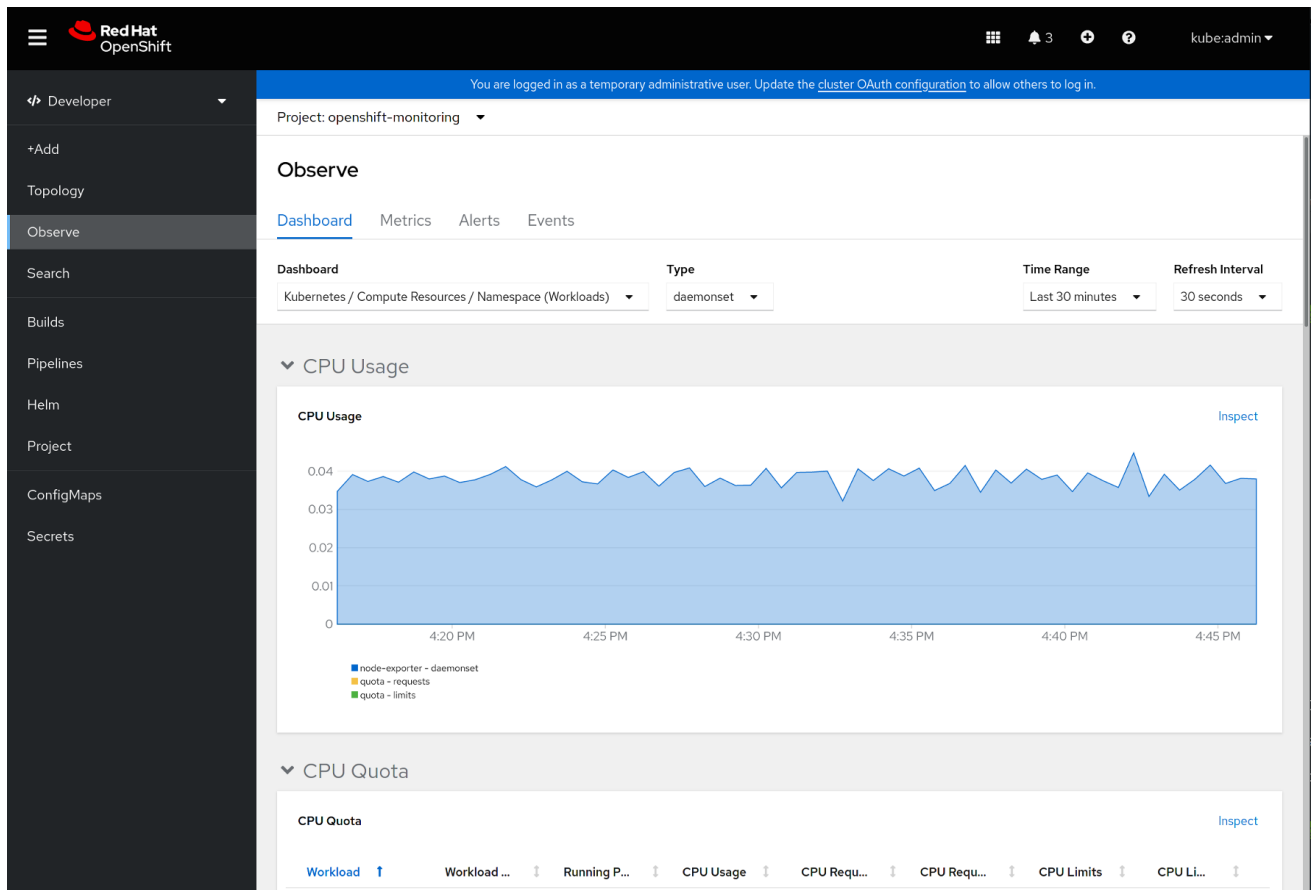 Red Hat
OpenShift
3
kube:admin
Developer
You are logged in as a temporary administrative user. Update the cluster OAuth configuration to allow others to log in.
Project: openshift-monitoring
+Add
Topology
Observe
Search
Builds
Pipelines
Helm
Project
ConfigMaps
Secrets
Observe
Dashboard Metrics Alerts Events
Dashboard Type Time Range Refresh Interval
Kubernetes / Compute Resources / Namespace (Workloads) daemonset Last 30 minutes 30 seconds
CPU Usage
CPU Usage Inspect
0.04
0.03
0.02
0.01
0
4:20 PM 4:25 PM 4:30 PM 4:35 PM 4:40 PM 4:45 PM
node-exporter - daemonset
quota - requests
quota - limits
CPU Quota
CPU Quota Inspect
Workload Workload ... Running P... CPU Usage CPU Requ... CPU Requ... CPU Limits CPU Li...